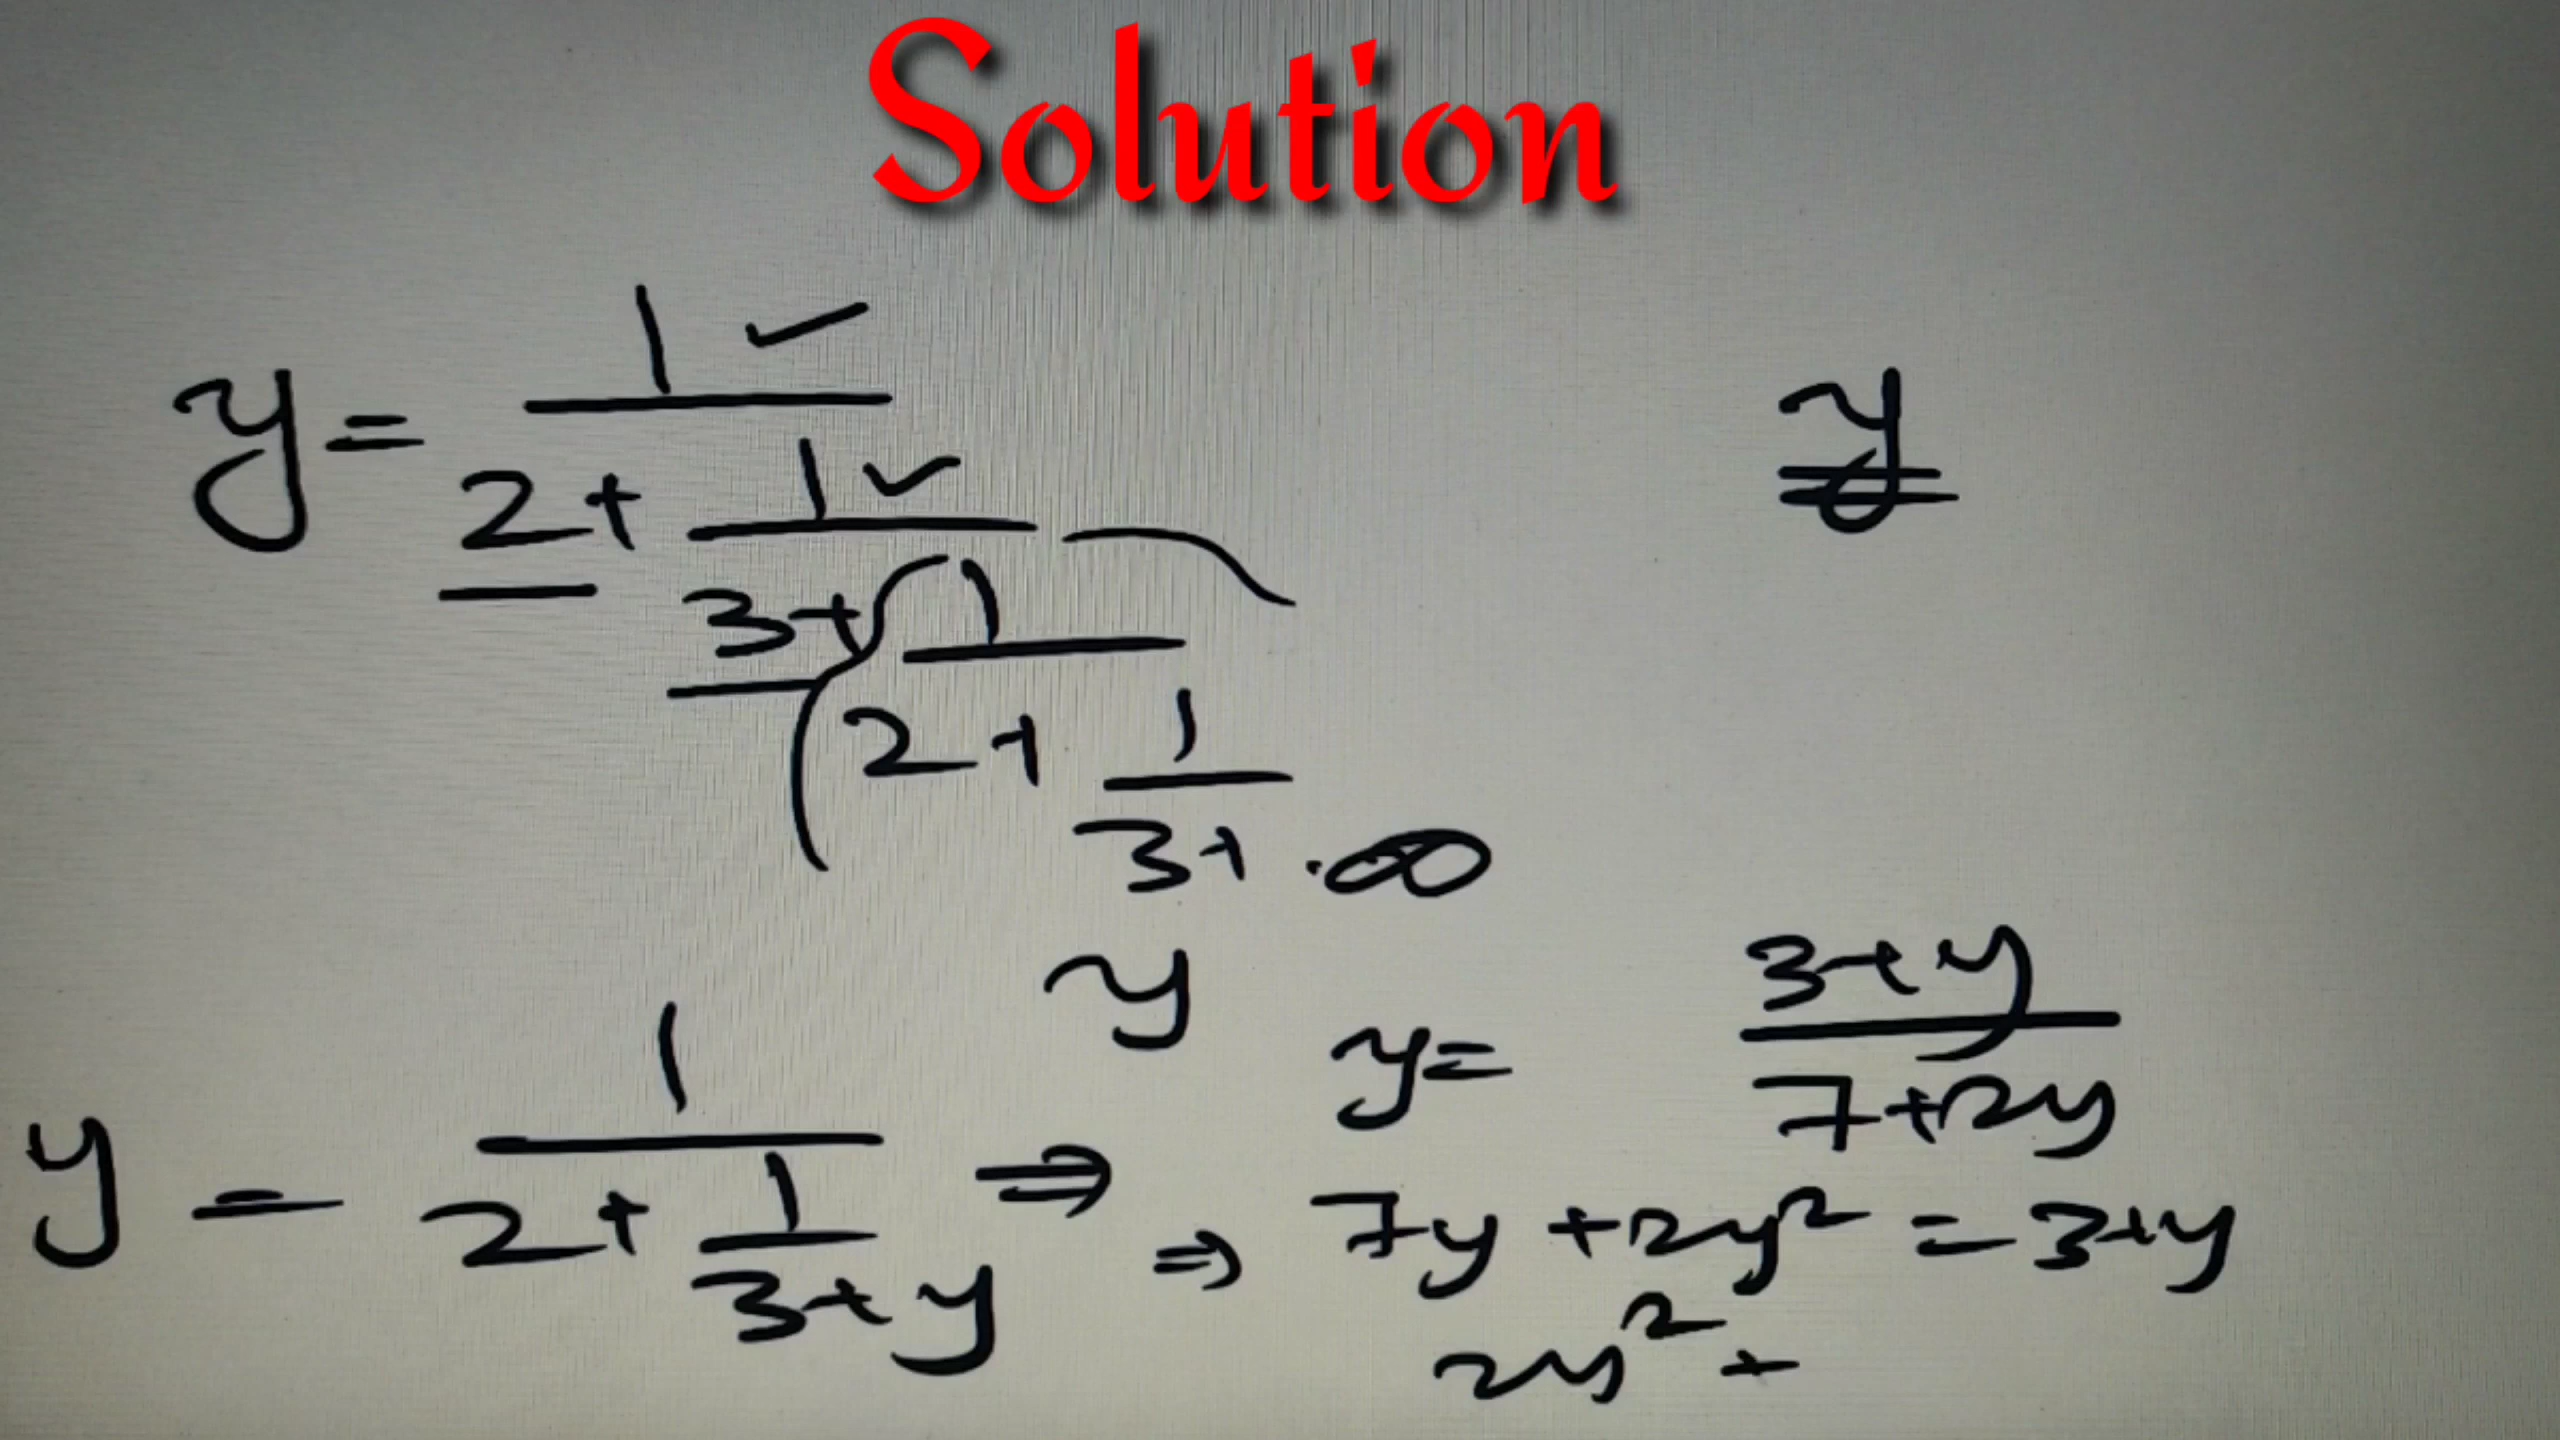 Solution
y = 1 ✓
2 + 1 ✓
3 + 1
2 + 1
3 + . ∞
y
y
y = 1 / (2 + 1 / (3 + y)) ⇒ y = (3 + y) / (7 + 2y)
⇒ 7y + 2y² = 3 + y
2y² +